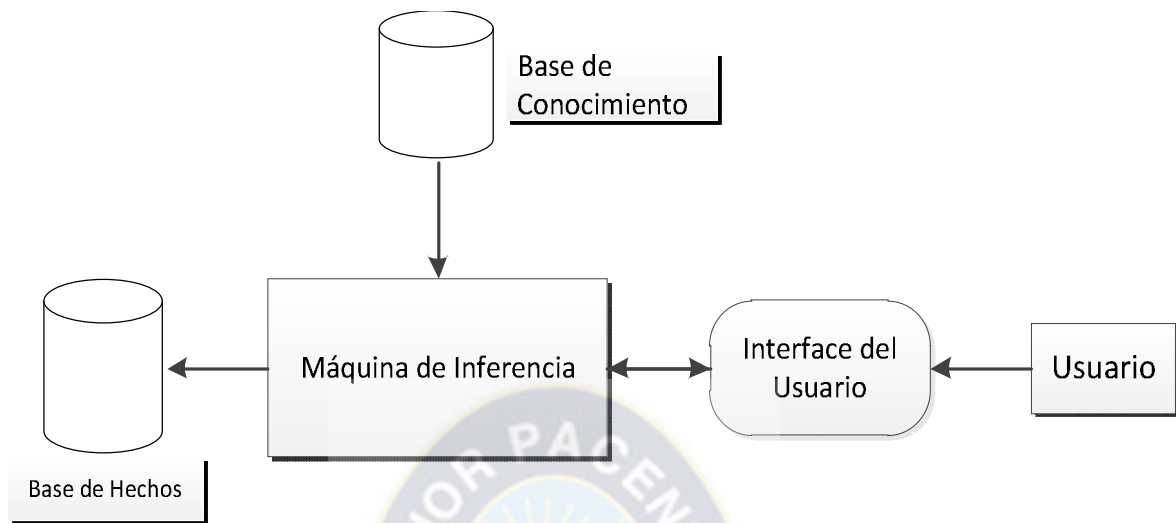 Base de
Conocimiento
Máquina de Inferencia
Interface del
Usuario
Usuario
Base de Hechos